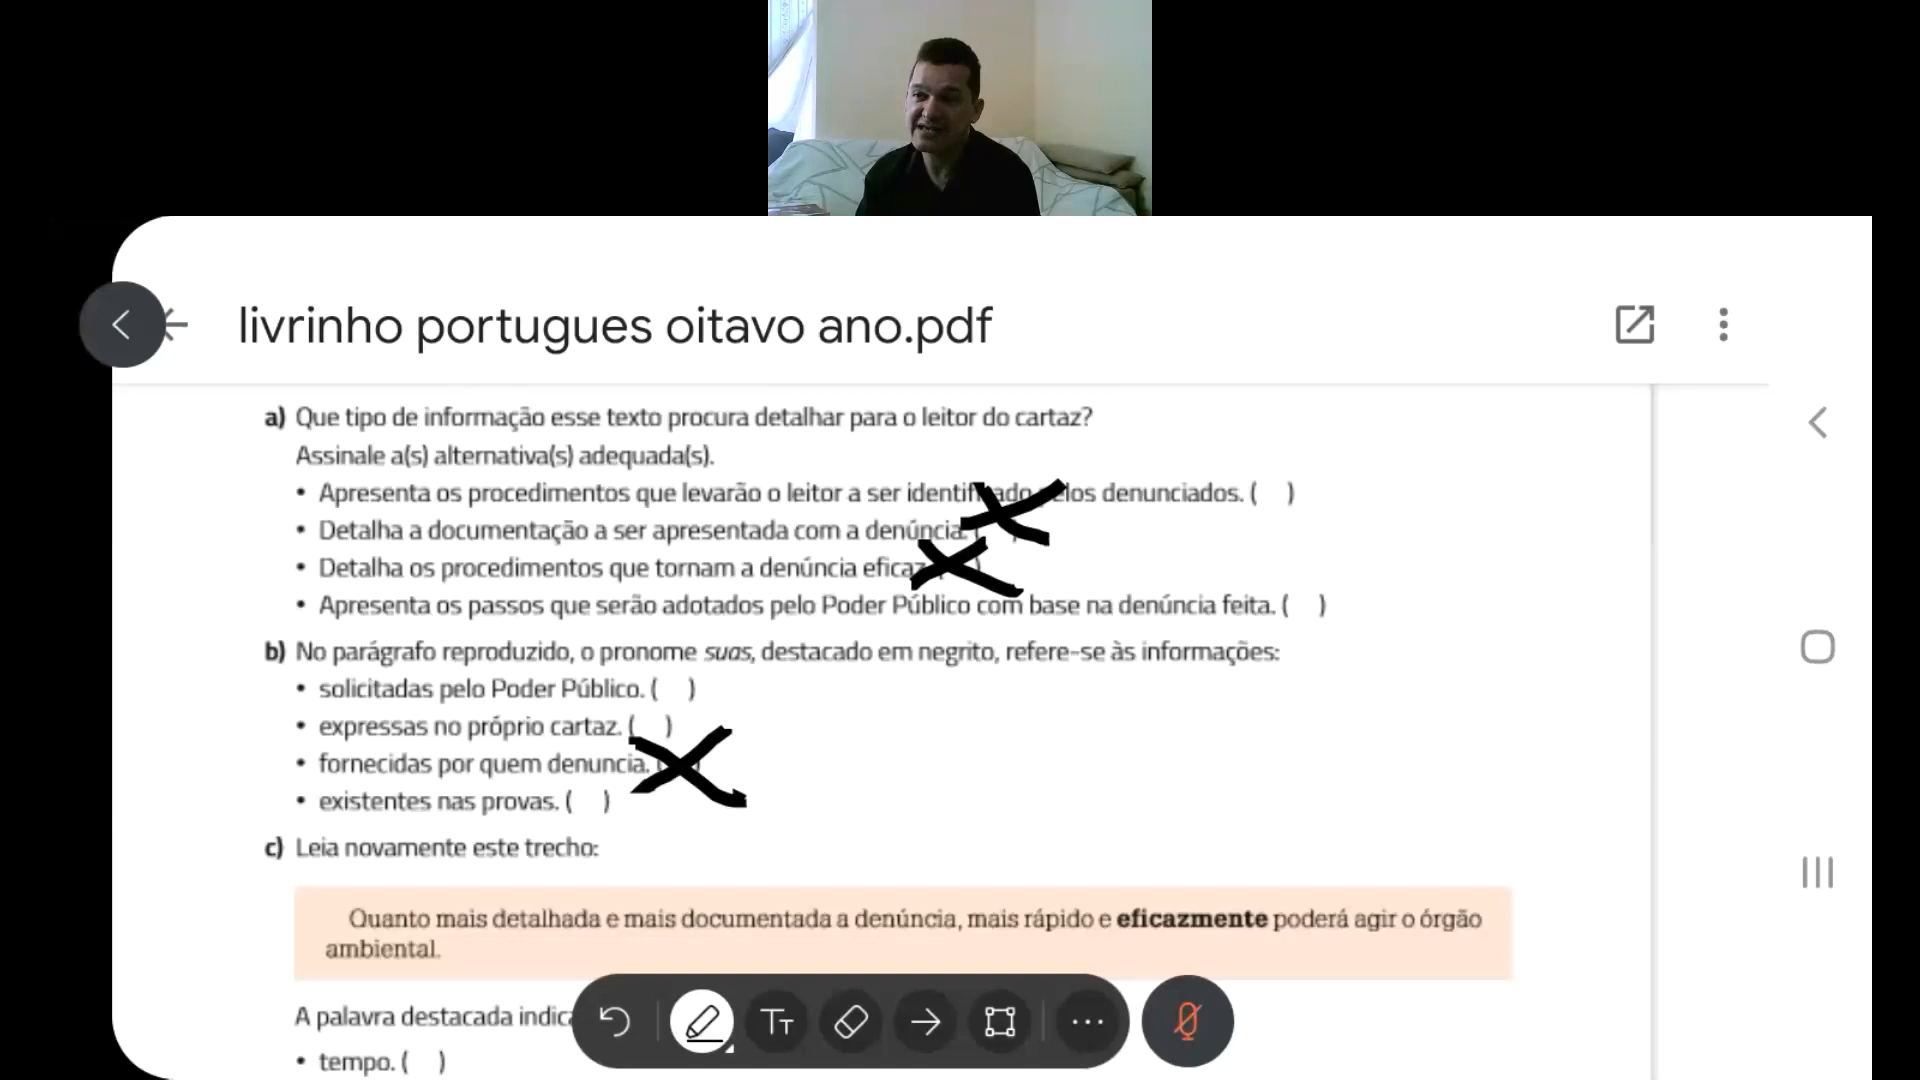 livrinho portugues oitavo ano.pdf
a) Que tipo de informação esse texto procura detalhar para o leitor do cartaz?
Assinale a(s) alternativa(s) adequada(s).
• Apresenta os procedimentos que levarão o leitor a ser identificado pelos denunciados. ( )
• Detalha a documentação a ser apresentada com a denúncia. ( )
• Detalha os procedimentos que tornam a denúncia eficaz. ( )
• Apresenta os passos que serão adotados pelo Poder Público com base na denúncia feita. ( )
b) No parágrafo reproduzido, o pronome suas, destacado em negrito, refere-se às informações:
• solicitadas pelo Poder Público. ( )
• expressas no próprio cartaz. ( )
• fornecidas por quem denuncia. ( )
• existentes nas provas. ( )
c) Leia novamente este trecho:
Quanto mais detalhada e mais documentada a denúncia, mais rápido e eficazmente poderá agir o órgão
ambiental.
A palavra destacada indica
• tempo. ( )